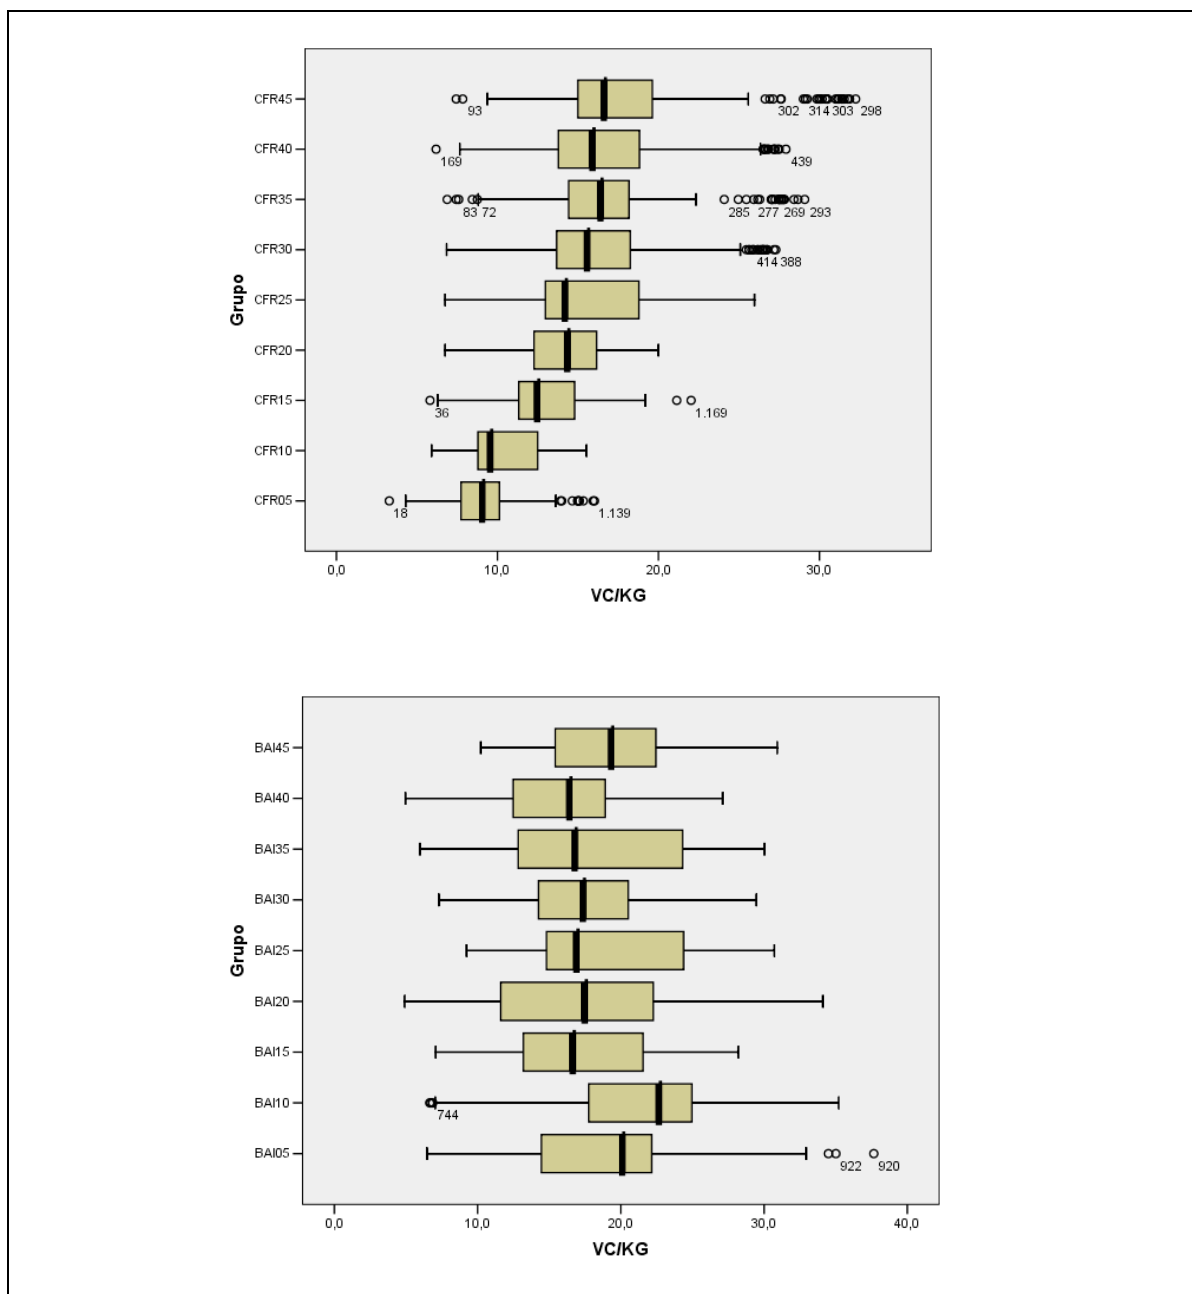 CFR45
93
302 314 303 298
CFR40
169
439
CFR35
83 72
285 277 269 293
CFR30
414 388
Grupo
CFR25
CFR20
CFR15
36
1.169
CFR10
CFR05
18
1.139
0,0 10,0 20,0 30,0
VC/KG
BAI45
BAI40
BAI35
BAI30
Grupo
BAI25
BAI20
BAI15
BAI10
744
BAI05
922 920
0,0 10,0 20,0 30,0 40,0
VC/KG